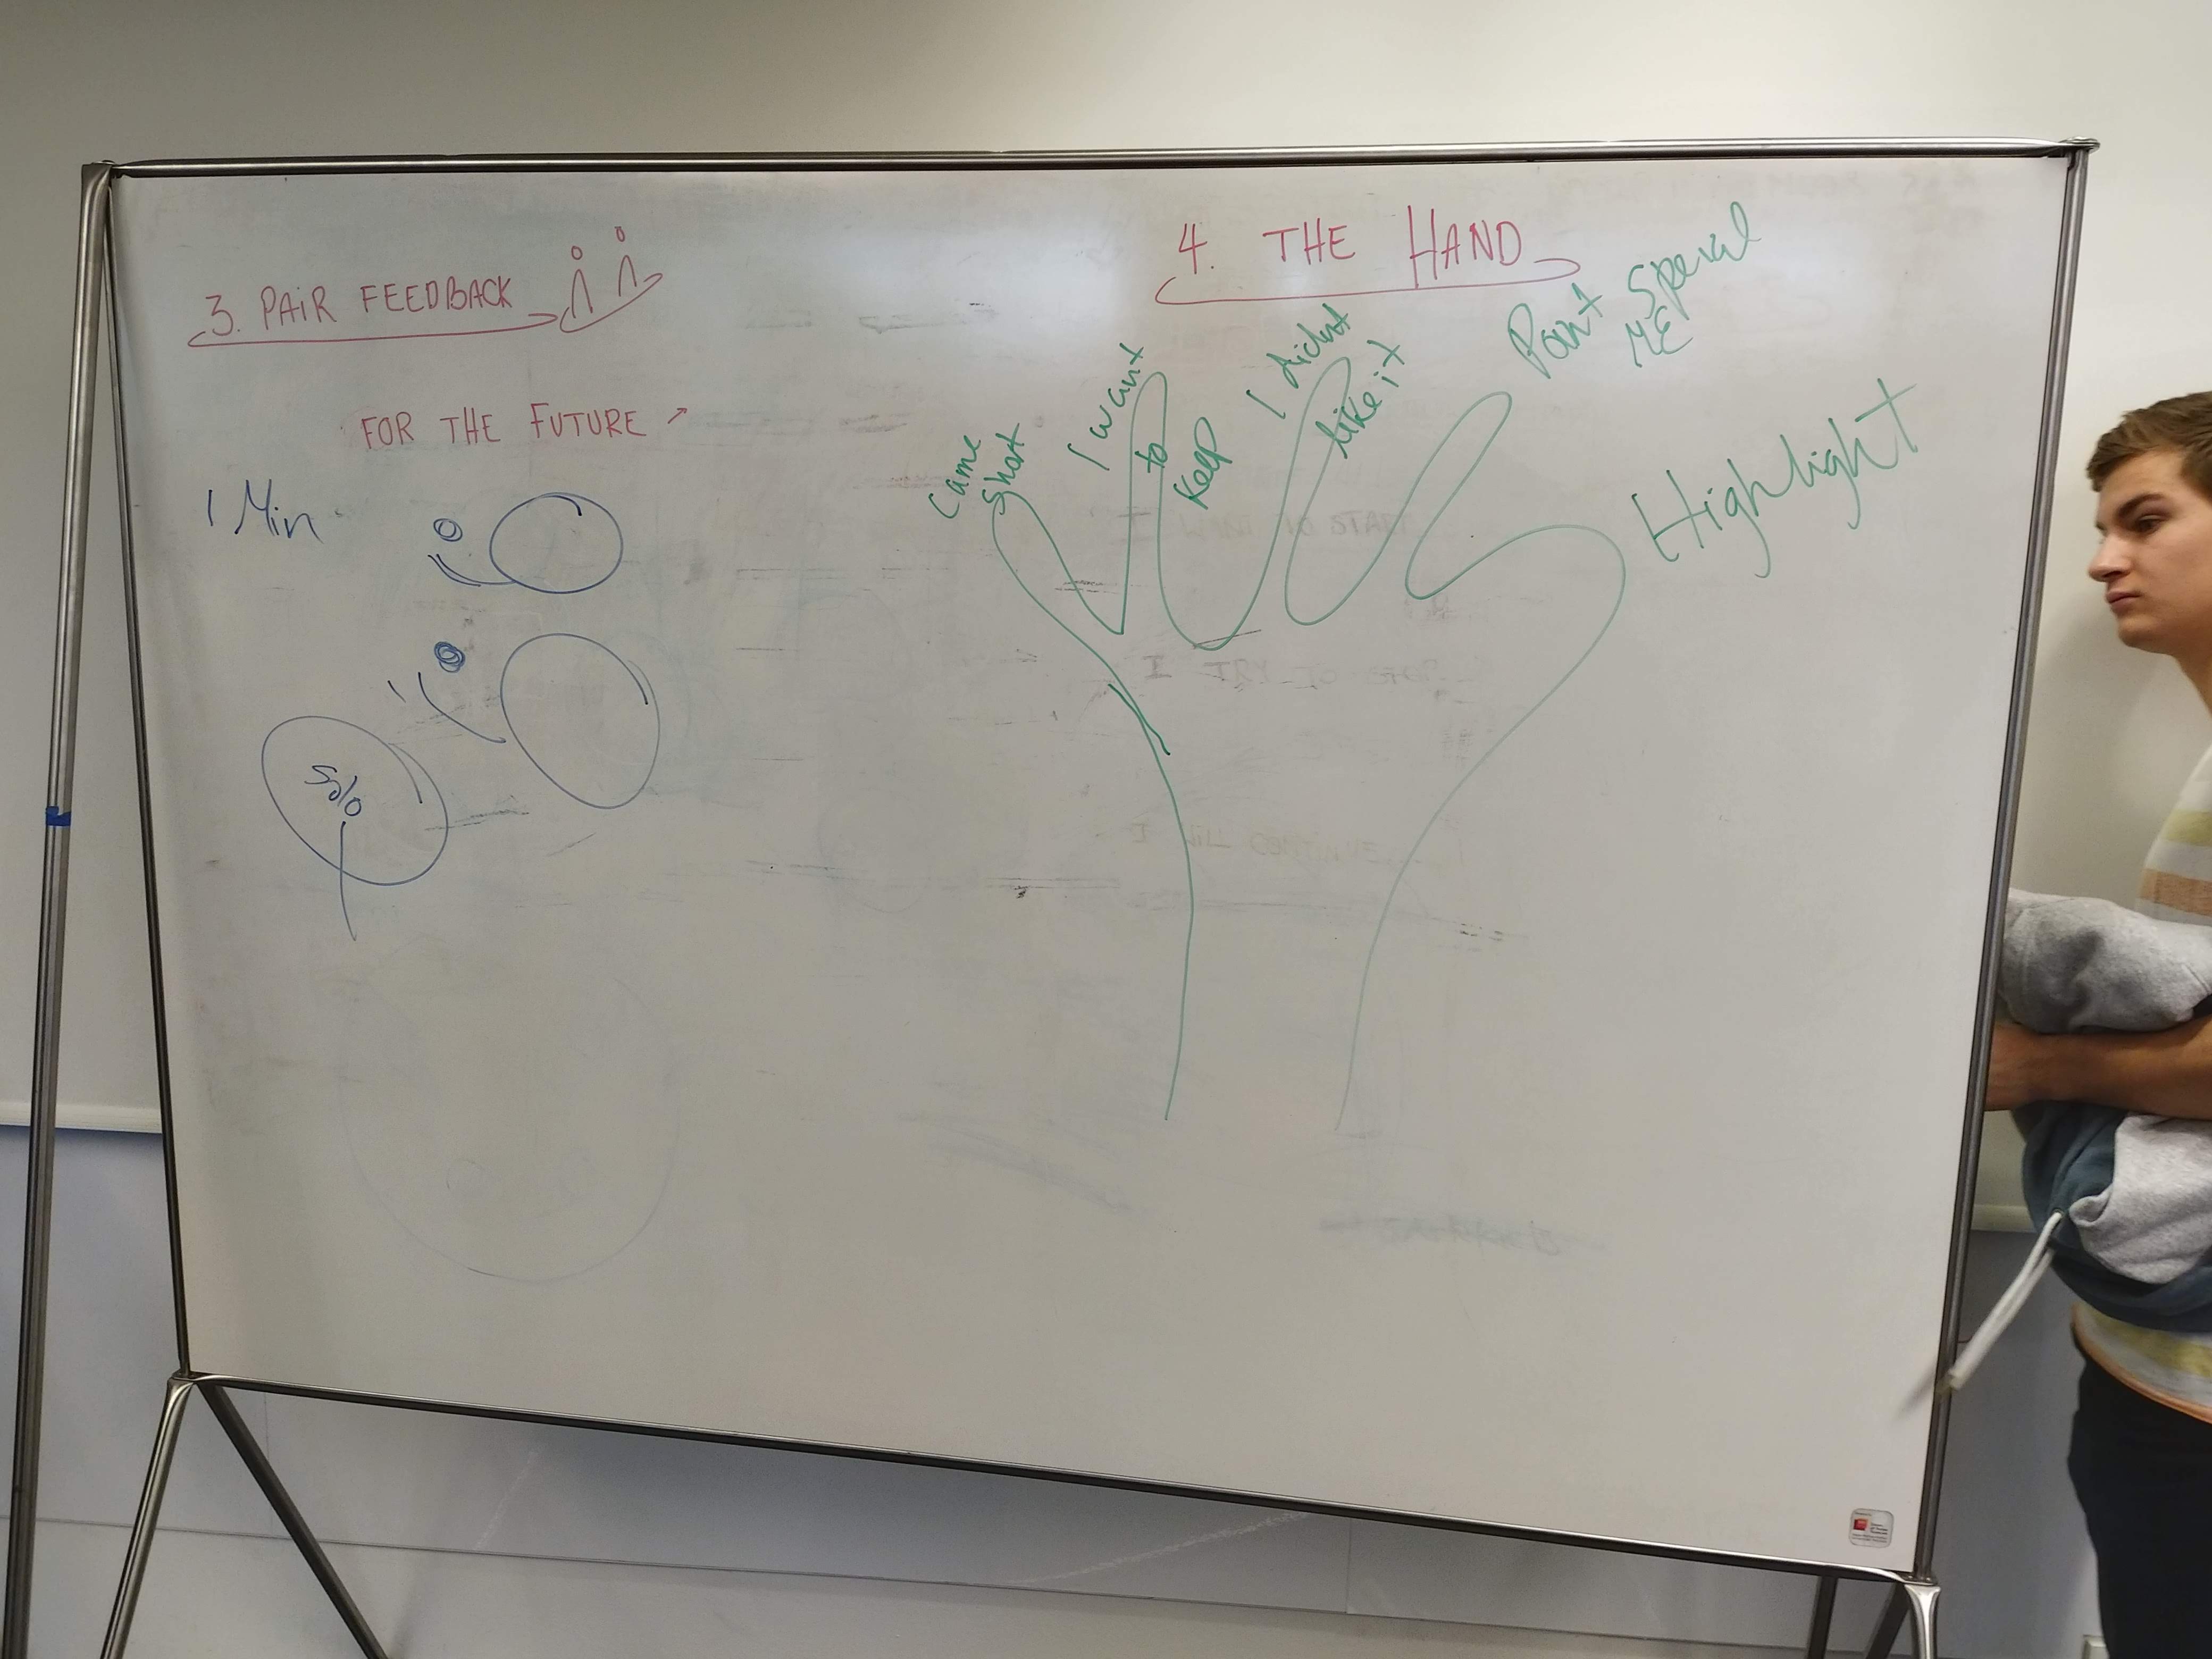 3. PAIR FEEDBACK
FOR THE FUTURE
1 Min
Solo
4. THE HAND
Came
Short
I want
to
keep
I didnt
like it
Point Special
ME
Highlight